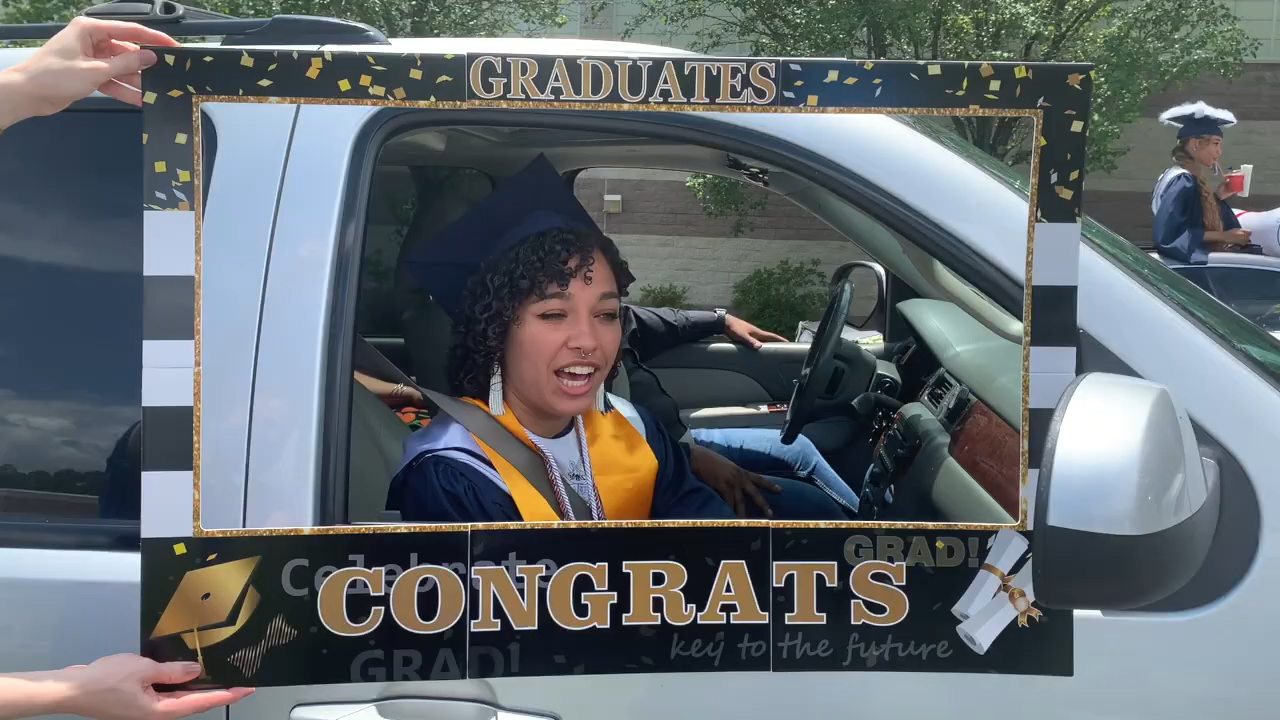 GRADUATES
Celebrate
GRAD!
CONGRATS
key to the future
GRAD!